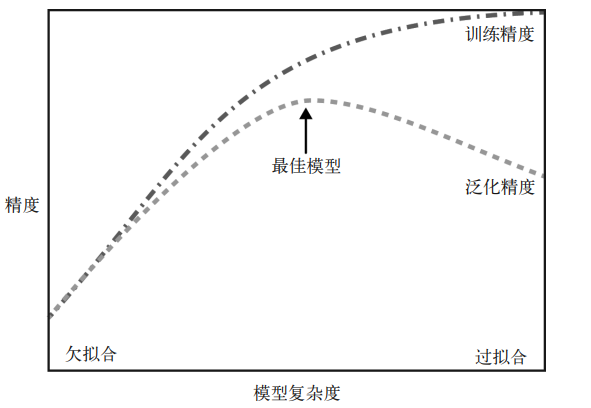 训练精度
最佳模型
泛化精度
精度
欠拟合
过拟合
模型复杂度